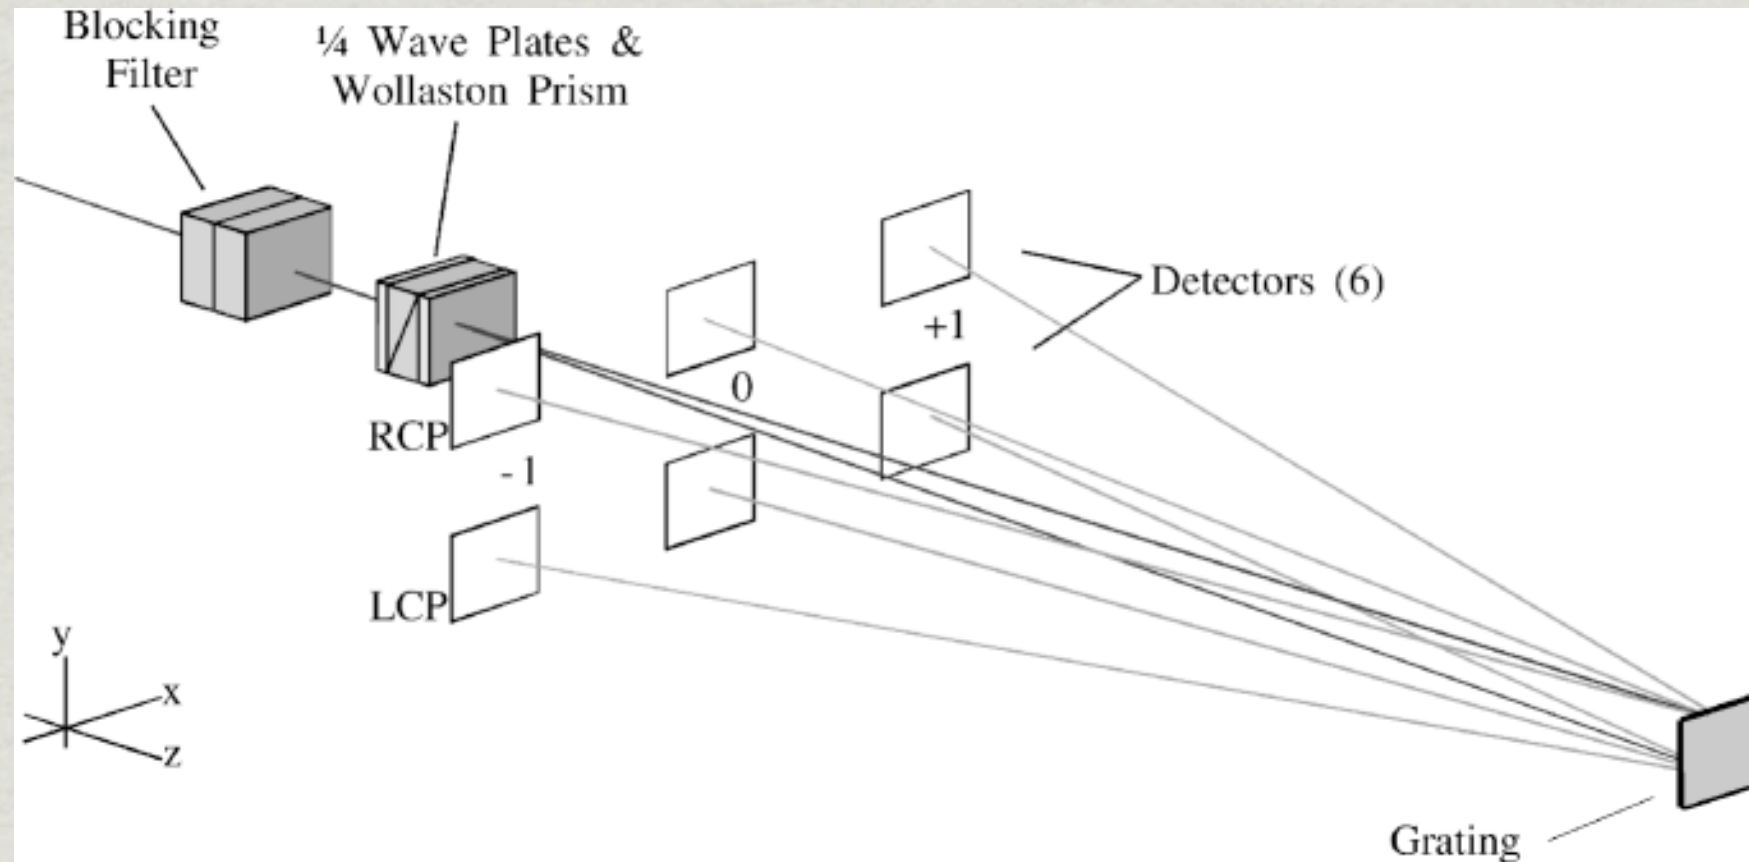 Blocking
Filter
¼ Wave Plates &
Wollaston Prism
Detectors (6)
+1
0
RCP
-1
LCP
y
x
z
Grating